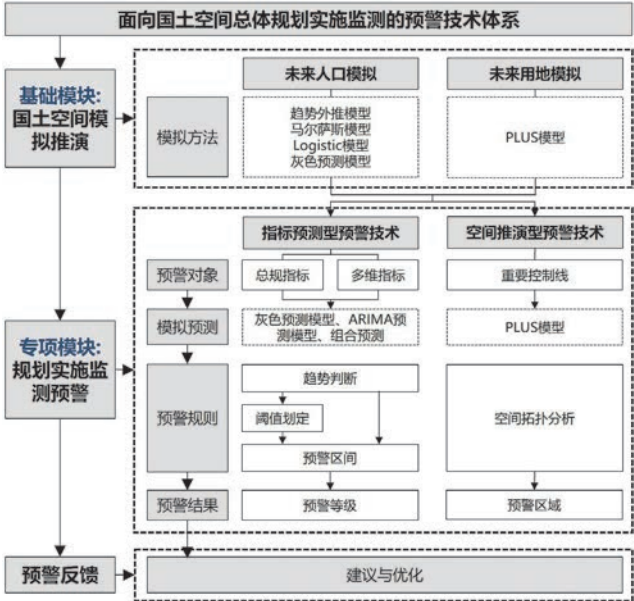 面向国土空间总体规划实施监测的预警技术体系
基础模块:
国土空间模
拟推演
模拟方法
未来人口模拟
趋势外推模型
马尔萨斯模型
Logistic模型
灰色预测模型
未来用地模拟
PLUS模型
专项模块:
规划实施监
测预警
指标预测型预警技术
空间推演型预警技术
预警对象
总规指标
多维指标
重要控制线
模拟预测
灰色预测模型、ARIMA预
测模型、组合预测
PLUS模型
预警规则
趋势判断
阈值划定
预警区间
空间拓扑分析
预警结果
预警等级
预警区域
预警反馈
建议与优化